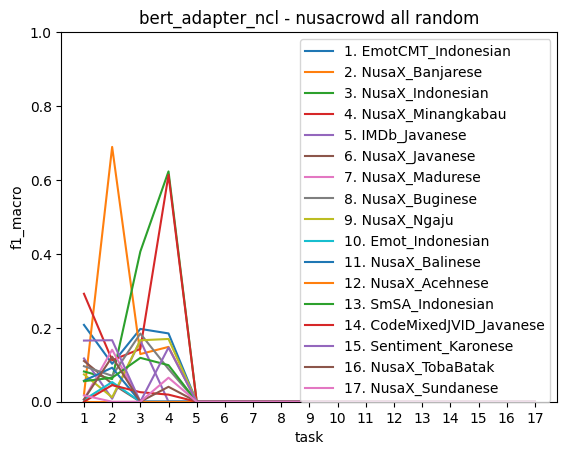 bert_adapter_ncl - nusacrowd all random
1.0
0.8
0.6
0.4
0.2
0.0
f1_macro
1. EmotCMT_Indonesian
2. NusaX_Banjarese
3. NusaX_Indonesian
4. NusaX_Minangkabau
5. IMDb_Javanese
6. NusaX_Javanese
7. NusaX_Madurese
8. NusaX_Buginese
9. NusaX_Ngaju
10. Emot_Indonesian
11. NusaX_Balinese
12. NusaX_Acehnese
13. SmSA_Indonesian
14. CodeMixedJVID_Javanese
15. Sentiment_Karonese
16. NusaX_TobaBatak
17. NusaX_Sundanese
1 2 3 4 5 6 7 8 9 10 11 12 13 14 15 16 17
task